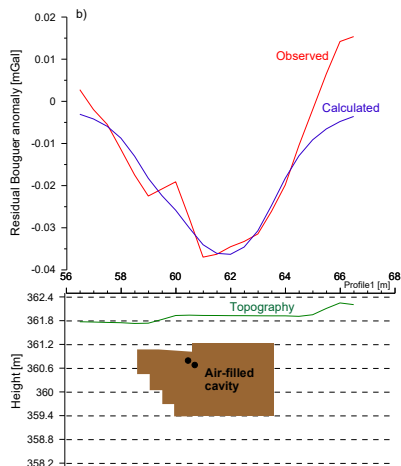 b)
Residual Bouguer anomaly [mGal]
0.02
0.01
0
-0.01
-0.02
-0.03
-0.04
Observed
Calculated
56 58 60 62 64 66 68
Profile1 [m]
Height [m]
362.4
361.8
361.2
360.6
360
359.4
358.8
358.2
Topography
Air-filled
cavity